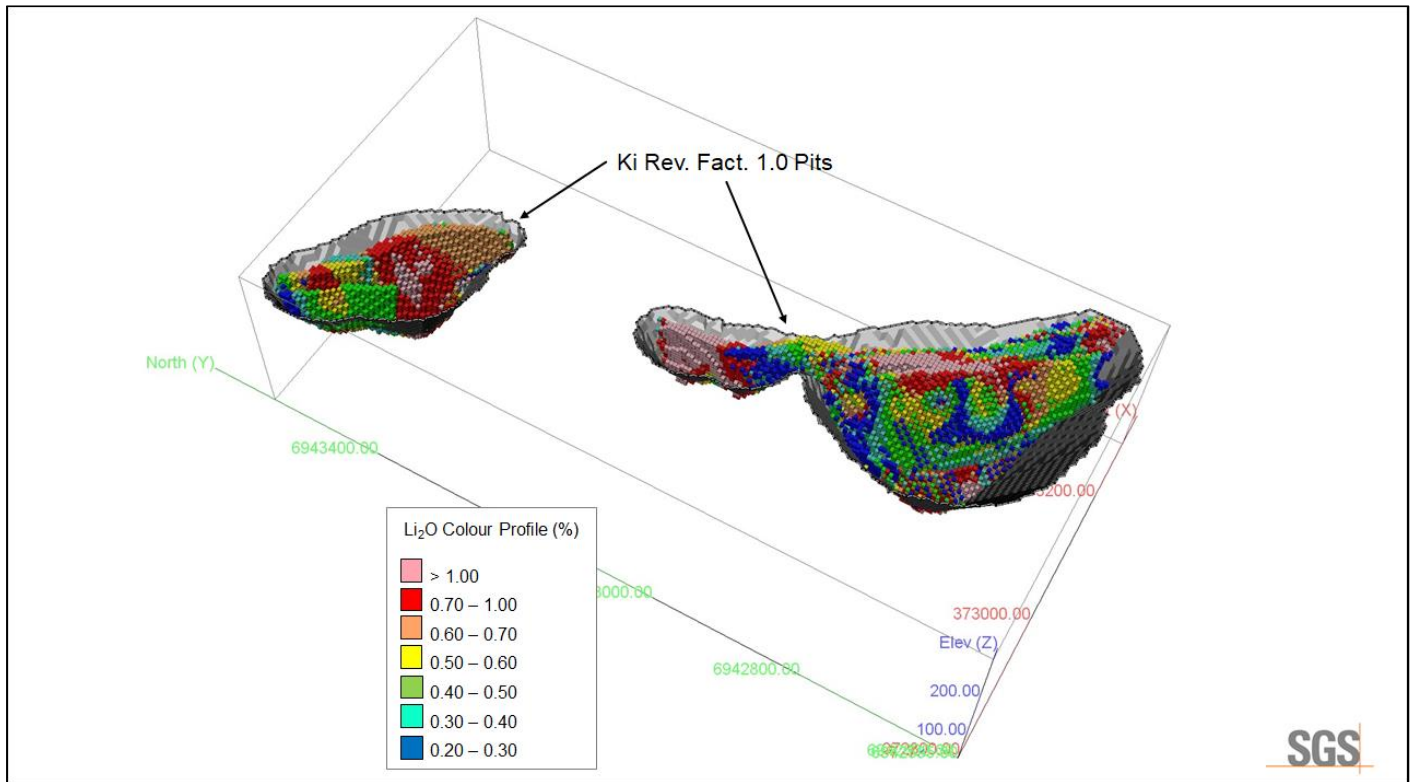 Ki Rev. Fact. 1.0 Pits
North (Y)
(X)
6943400.00
Li₂O Colour Profile (%)
> 1.00
0.70 – 1.00
0.60 – 0.70
0.50 – 0.60
0.40 – 0.50
0.30 – 0.40
0.20 – 0.30
373000.00
Elev (Z)
6942800.00
200.00
100.00
SGS